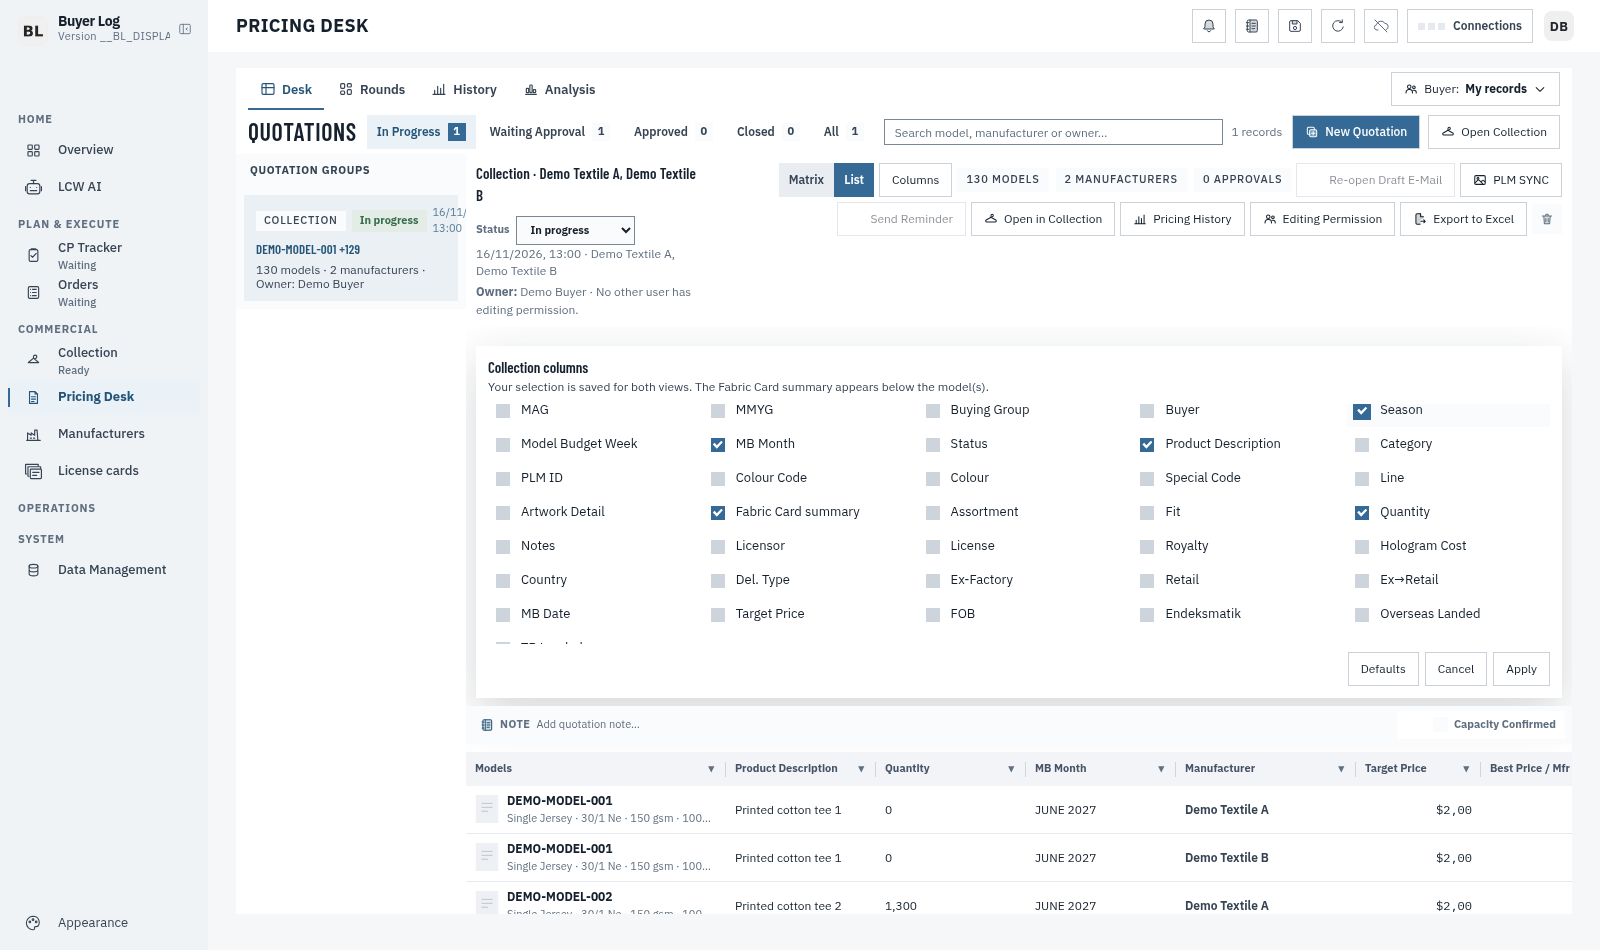 BL
Buyer Log
Version __BL_DISPLA
HOME
Overview
LCW AI
PLAN & EXECUTE
CP Tracker
Waiting
Orders
Waiting
COMMERCIAL
Collection
Ready
Pricing Desk
Manufacturers
License cards
OPERATIONS
SYSTEM
Data Management
Appearance
PRICING DESK
Connections
DB
Desk
Rounds
History
Analysis
Buyer: My records
QUOTATIONS
In Progress 1
Waiting Approval 1
Approved 0
Closed 0
All 1
Search model, manufacturer or owner...
1 records
New Quotation
Open Collection
QUOTATION GROUPS
COLLECTION
In progress
16/11/
13:00
DEMO-MODEL-001 +129
130 models · 2 manufacturers ·
Owner: Demo Buyer
Collection · Demo Textile A, Demo Textile
B
Status
In progress
16/11/2026, 13:00 · Demo Textile A,
Demo Textile B
Owner: Demo Buyer · No other user has
editing permission.
Matrix
List
Columns
130 MODELS
2 MANUFACTURERS
0 APPROVALS
Re-open Draft E-Mail
PLM SYNC
Send Reminder
Open in Collection
Pricing History
Editing Permission
Export to Excel
Collection columns
Your selection is saved for both views. The Fabric Card summary appears below the model(s).
MAG
MMYG
Buying Group
Buyer
Season
Model Budget Week
MB Month
Status
Product Description
Category
PLM ID
Colour Code
Colour
Special Code
Line
Artwork Detail
Fabric Card summary
Assortment
Fit
Quantity
Notes
Licensor
License
Royalty
Hologram Cost
Country
Del. Type
Ex-Factory
Retail
Ex→Retail
MB Date
Target Price
FOB
Endeksmatik
Overseas Landed
Defaults
Cancel
Apply
NOTE
Add quotation note...
Capacity Confirmed
Models
Product Description
Quantity
MB Month
Manufacturer
Target Price
Best Price / Mfr
DEMO-MODEL-001
Single Jersey · 30/1 Ne · 150 gsm · 100...
Printed cotton tee 1
0
JUNE 2027
Demo Textile A
$2,00
DEMO-MODEL-001
Single Jersey · 30/1 Ne · 150 gsm · 100...
Printed cotton tee 1
0
JUNE 2027
Demo Textile B
$2,00
DEMO-MODEL-002
Single Jersey · 30/1 Ne · 150 gsm · 100...
Printed cotton tee 2
1,300
JUNE 2027
Demo Textile A
$2,00